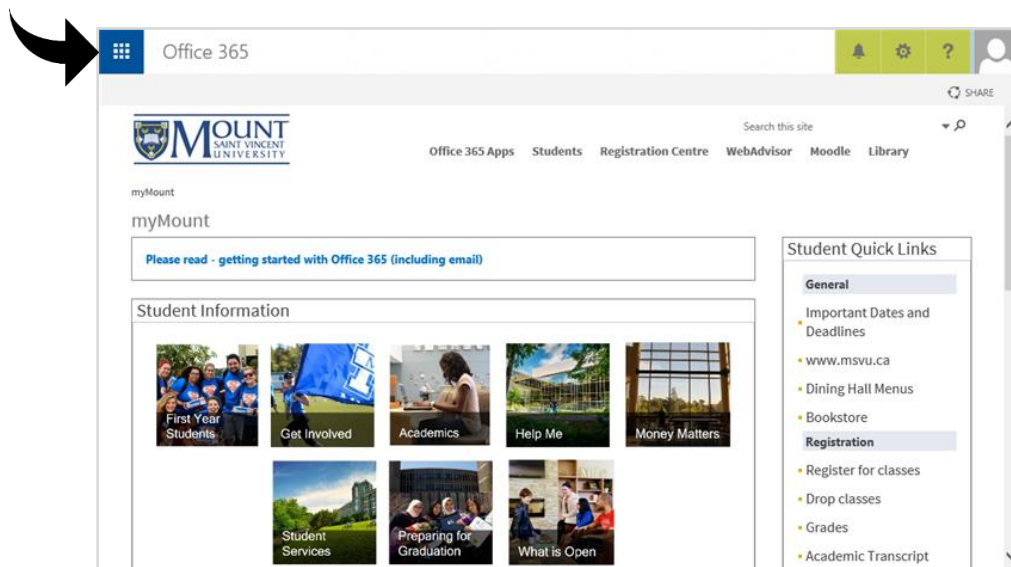 Office 365
?
SHARE
MOUNT
SAINT VINCENT
UNIVERSITY
Search this site
Office 365 Apps Students Registration Centre WebAdvisor Moodle Library
myMount
myMount
Please read - getting started with Office 365 (including email)
Student Information
First Year
Students
Get Involved
Academics
Help Me
Money Matters
Student
Services
Preparing for
Graduation
What is Open
Student Quick Links
General
Important Dates and
Deadlines
www.msvu.ca
Dining Hall Menus
Bookstore
Registration
Register for classes
Drop classes
Grades
Academic Transcript